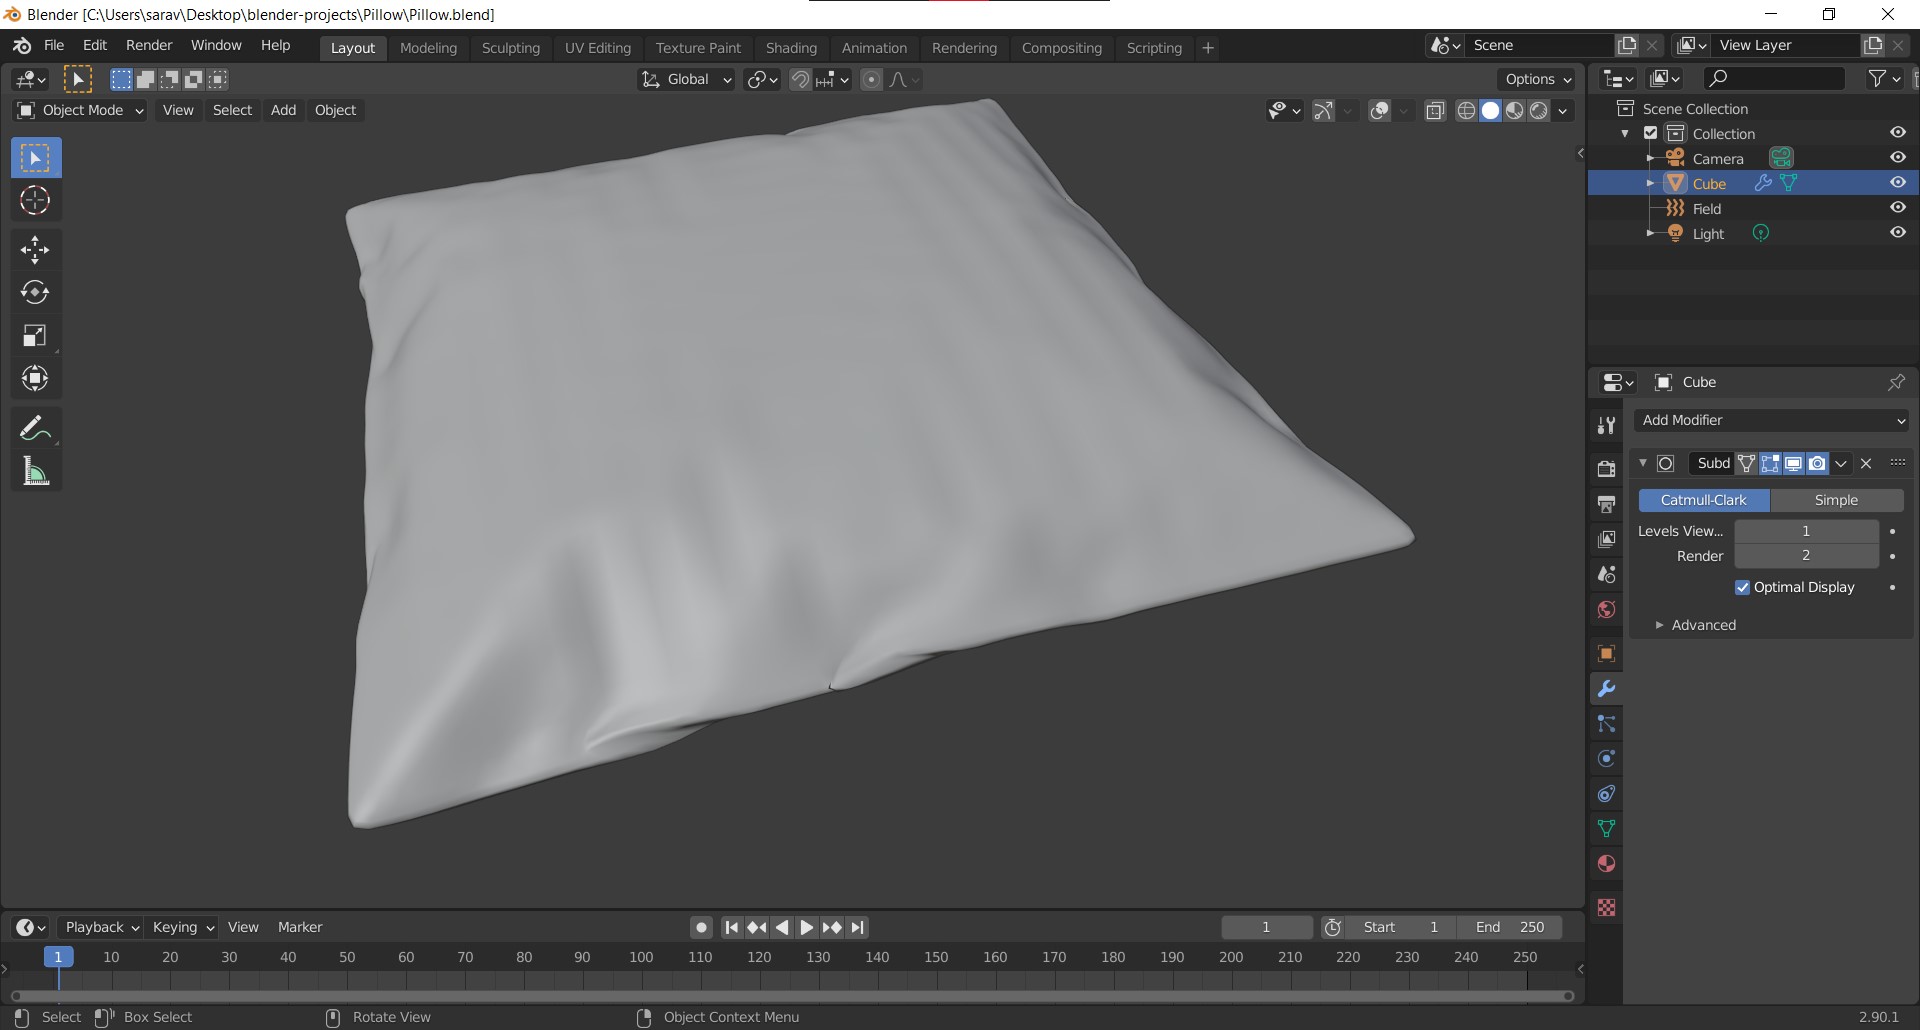 Blender [C:\Users\sarav\Desktop\blender-projects\Pillow\Pillow.blend]
File Edit Render Window Help Layout Modeling Sculpting UV Editing Texture Paint Shading Animation Rendering Compositing Scripting + Scene View Layer
Global Options
Object Mode View Select Add Object
Scene Collection
Collection
Camera
Cube
Field
Light
Cube
Add Modifier
Subd
Catmull-Clark Simple
Levels View... 1
Render 2
Optimal Display
Advanced
Playback Keying View Marker 1 Start 1 End 250
1 10 20 30 40 50 60 70 80 90 100 110 120 130 140 150 160 170 180 190 200 210 220 230 240 250
Select Box Select Rotate View Object Context Menu 2.90.1